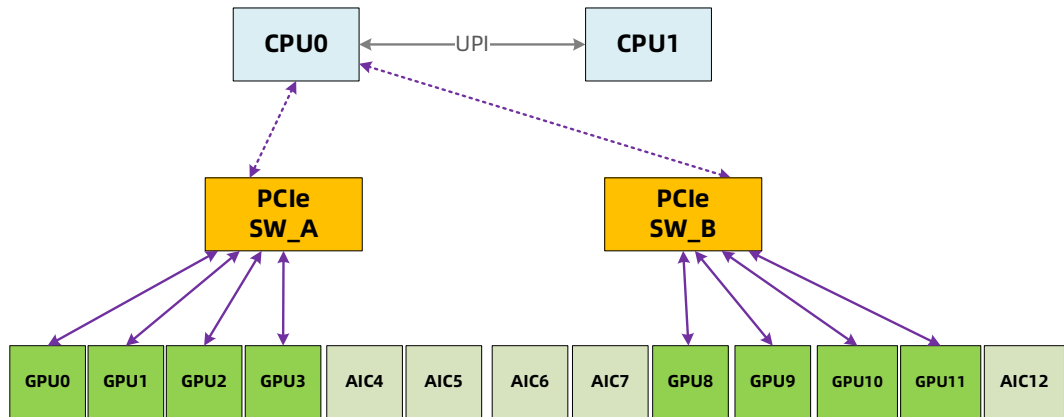 CPU0
UPI
CPU1
PCIe
SW_A
PCIe
SW_B
GPU0
GPU1
GPU2
GPU3
AIC4
AIC5
AIC6
AIC7
GPU8
GPU9
GPU10
GPU11
AIC12